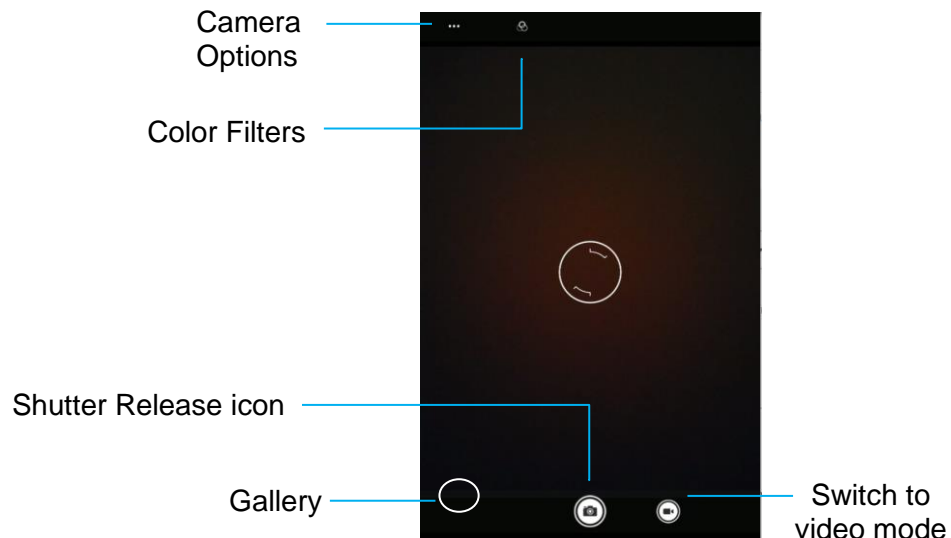 Camera
Options
Color Filters
Shutter Release icon
Gallery
Switch to
video mode